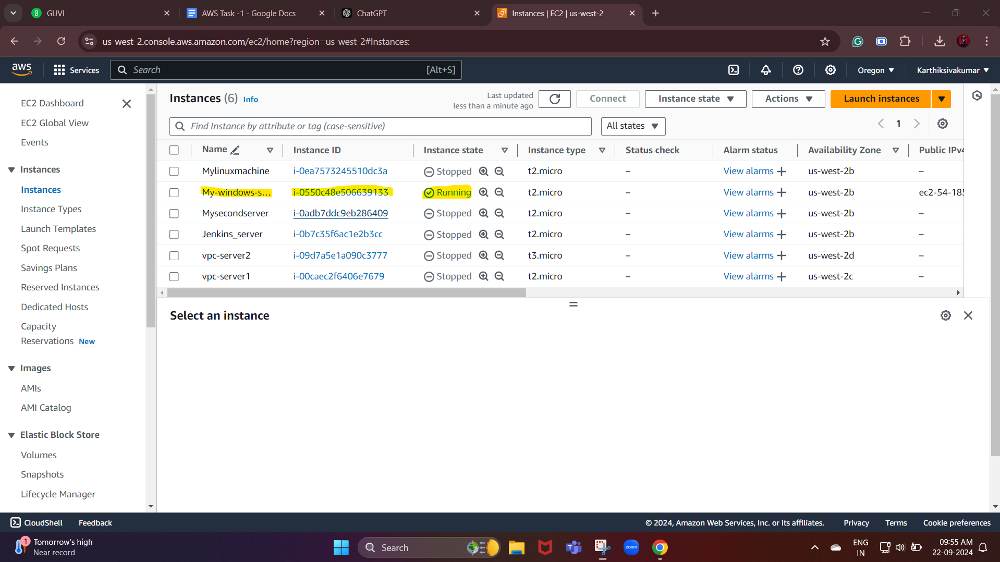 GUVI
AWS Task -1 - Google Docs
ChatGPT
Instances | EC2 | us-west-2
us-west-2.console.aws.amazon.com/ec2/home?region=us-west-2#Instances:
aws
Services
Search
[Alt+S]
Oregon
Karthiksivakumar
EC2 Dashboard
EC2 Global View
Events
Instances
Instances
Instance Types
Launch Templates
Spot Requests
Savings Plans
Reserved Instances
Dedicated Hosts
Capacity
Reservations New
Images
AMIs
AMI Catalog
Elastic Block Store
Volumes
Snapshots
Lifecycle Manager
Instances (6) Info
Last updated
less than a minute ago
Connect
Instance state
Actions
Launch instances
Find Instance by attribute or tag (case-sensitive)
All states
1
Name Instance ID Instance state Instance type Status check Alarm status Availability Zone Public IPv4
Mylinuxmachine i-0ea7573245510dc3a Stopped t2.micro – View alarms + us-west-2b –
My-windows-s... i-0550c48e506639133 Running t2.micro – View alarms + us-west-2b ec2-54-185
Mysecondserver i-0adb7ddc9eb286409 Stopped t2.micro – View alarms + us-west-2b –
Jenkins_server i-0b7c35f6ac1e2b3cc Stopped t2.micro – View alarms + us-west-2b –
vpc-server2 i-09d7a5e1a090c3777 Stopped t3.micro – View alarms + us-west-2d –
vpc-server1 i-00caec2f6406e7679 Stopped t2.micro – View alarms + us-west-2c –
Select an instance
CloudShell
Feedback
© 2024, Amazon Web Services, Inc. or its affiliates.
Privacy
Terms
Cookie preferences
1
Tomorrow's high
Near record
Search
zoom
ENG
IN
09:55 AM
22-09-2024